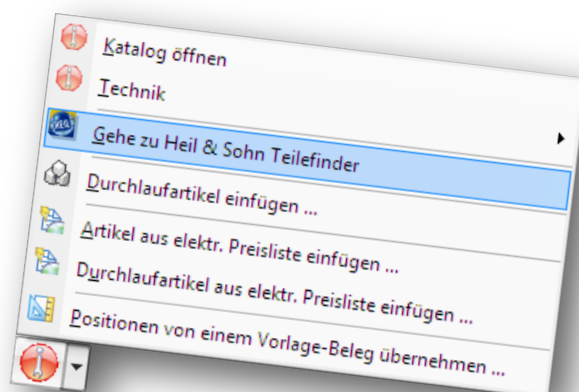 Katalog öffnen
Technik
Gehe zu Heil & Sohn Teilefinder
Durchlaufartikel einfügen ...
Artikel aus elektr. Preisliste einfügen ...
Durchlaufartikel aus elektr. Preisliste einfügen ...
Positionen von einem Vorlage-Beleg übernehmen ...